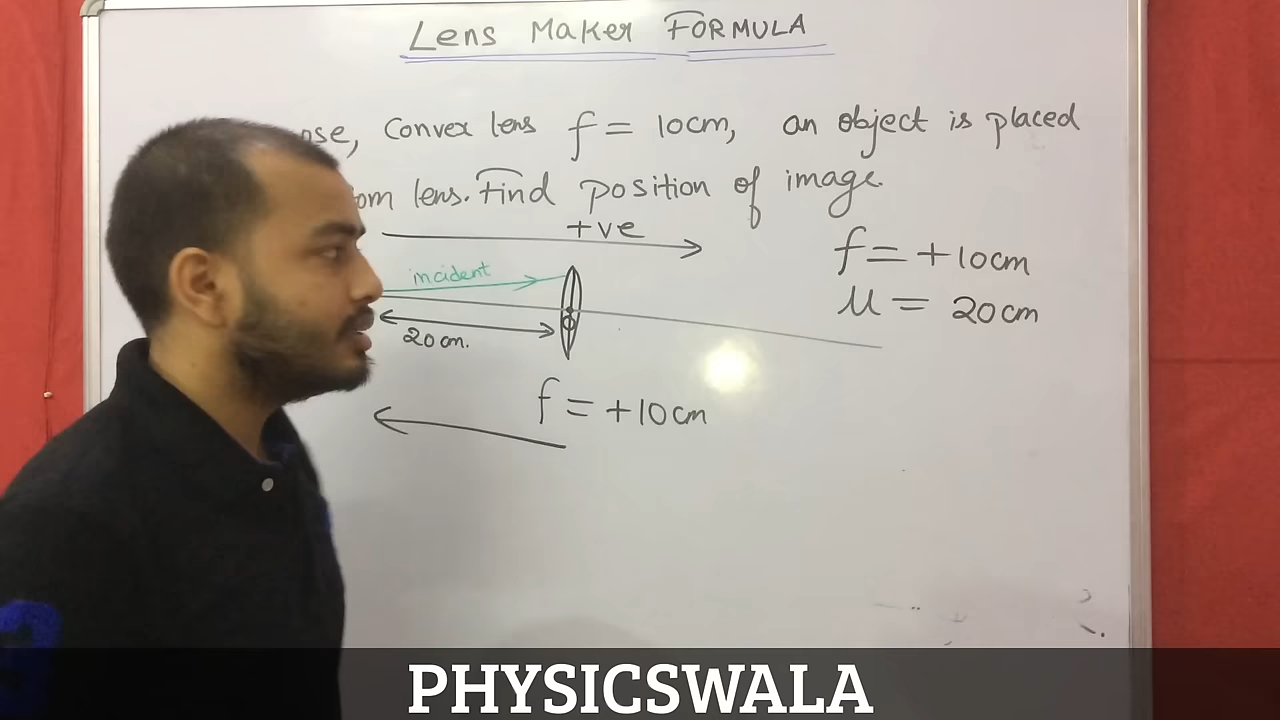 Lens Maker FORMULA
ose, Convex lens f = 10cm, an object is placed
om lens. Find position of image.
+ve
f = +10cm
incident
u = 20cm
20cm.
f = +10cm
PHYSICSWALA